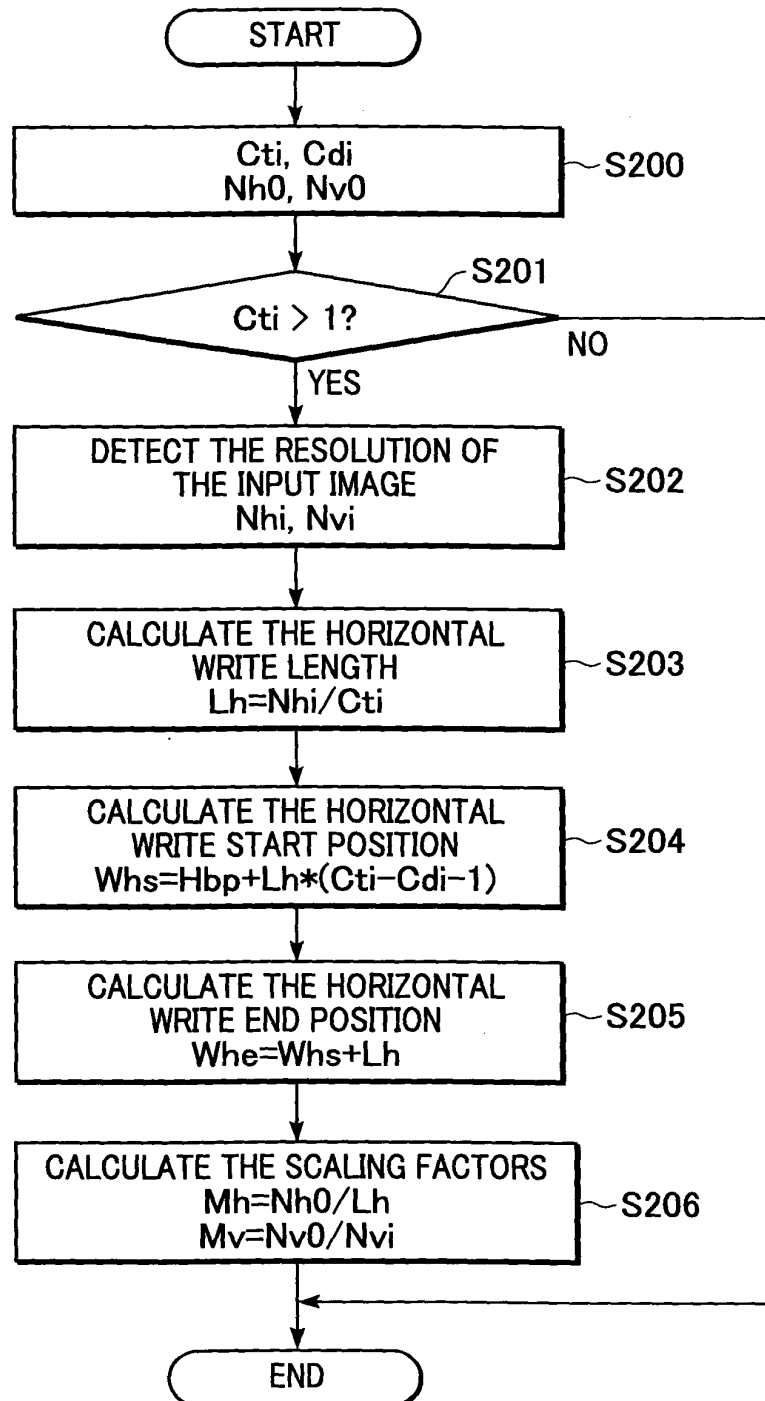 START
Cti, Cdi
Nh0, Nv0
S200
S201
Cti > 1?
NO
YES
DETECT THE RESOLUTION OF
THE INPUT IMAGE
Nhi, Nvi
S202
CALCULATE THE HORIZONTAL
WRITE LENGTH
Lh=Nhi/Cti
S203
CALCULATE THE HORIZONTAL
WRITE START POSITION
Whs=Hbp+Lh*(Cti-Cdi-1)
S204
CALCULATE THE HORIZONTAL
WRITE END POSITION
Whe=Whs+Lh
S205
CALCULATE THE SCALING FACTORS
Mh=Nh0/Lh
Mv=Nv0/Nvi
S206
END